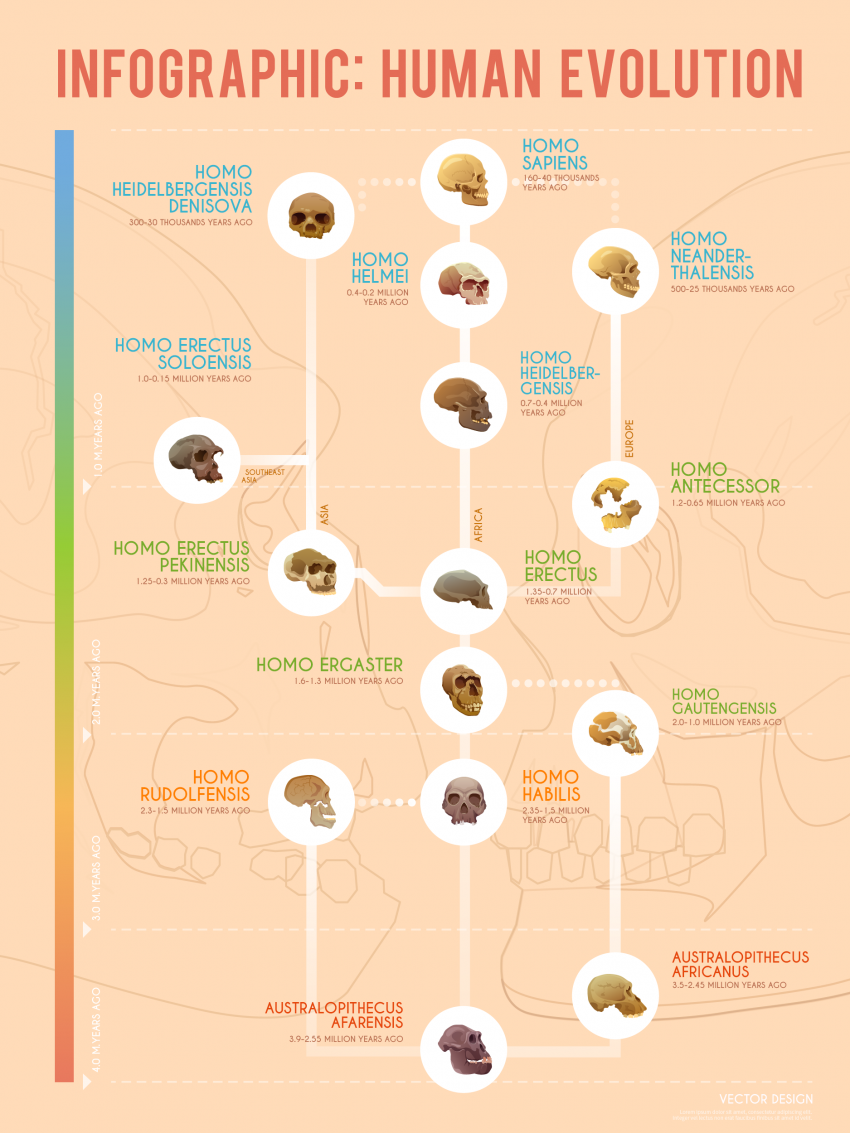 INFOGRAPHIC: HUMAN EVOLUTION
HOMO
SAPIENS
160-40 THOUSANDS
YEARS AGO
HOMO
HEIDELBERGENSIS
DENISOVA
300-30 THOUSANDS YEARS AGO
HOMO
NEANDER-
THALENSIS
500-25 THOUSANDS YEARS AGO
HOMO
HELMEI
0.4-0.2 MILLION
YEARS AGO
HOMO ERECTUS
SOLOENSIS
1.0-0.15 MILLION YEARS AGO
HOMO
HEIDELBER-
GENSIS
0.7-0.4 MILLION
YEARS AGO
1.0 M.YEARS AGO
SOUTHEAST
ASIA
EUROPE
HOMO
ANTECESSOR
1.2-0.65 MILLION YEARS AGO
ASIA
AFRICA
HOMO ERECTUS
PEKINENSIS
1.25-0.3 MILLION YEARS AGO
HOMO
ERECTUS
1.35-0.7 MILLION
YEARS AGO
2.0 M.YEARS AGO
HOMO ERGASTER
1.6-1.3 MILLION YEARS AGO
HOMO
GAUTENGENSIS
2.0-1.0 MILLION YEARS AGO
HOMO
RUDOLFENSIS
2.3-1.5 MILLION YEARS AGO
HOMO
HABILIS
2.35-1.5 MILLION
YEARS AGO
3.0 M.YEARS AGO
AUSTRALOPITHECUS
AFRICANUS
3.5-2.45 MILLION YEARS AGO
AUSTRALOPITHECUS
AFARENSIS
3.9-2.55 MILLION YEARS AGO
4.0 M.YEARS AGO
VECTOR DESIGN